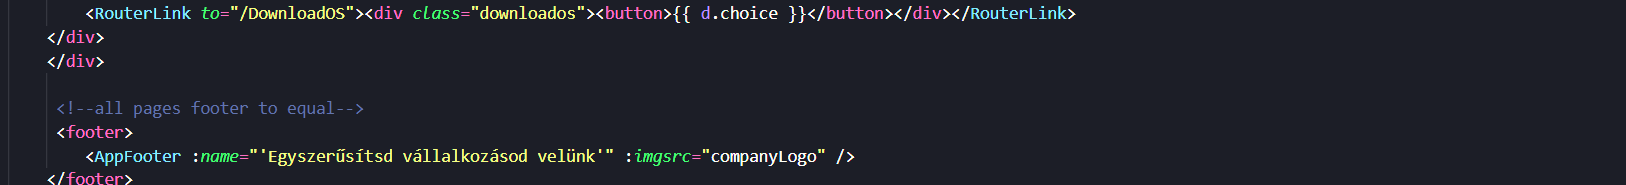 <RouterLink to="/DownloadOS"><div class="downloados"><button>{{ d.choice }}</button></div></RouterLink>
</div>
</div>
<!--all pages footer to equal-->
<footer>
<AppFooter :name="'Egyszerűsítsd vállalkozásod velünk'" :imgsrc="companyLogo" />
</footer>